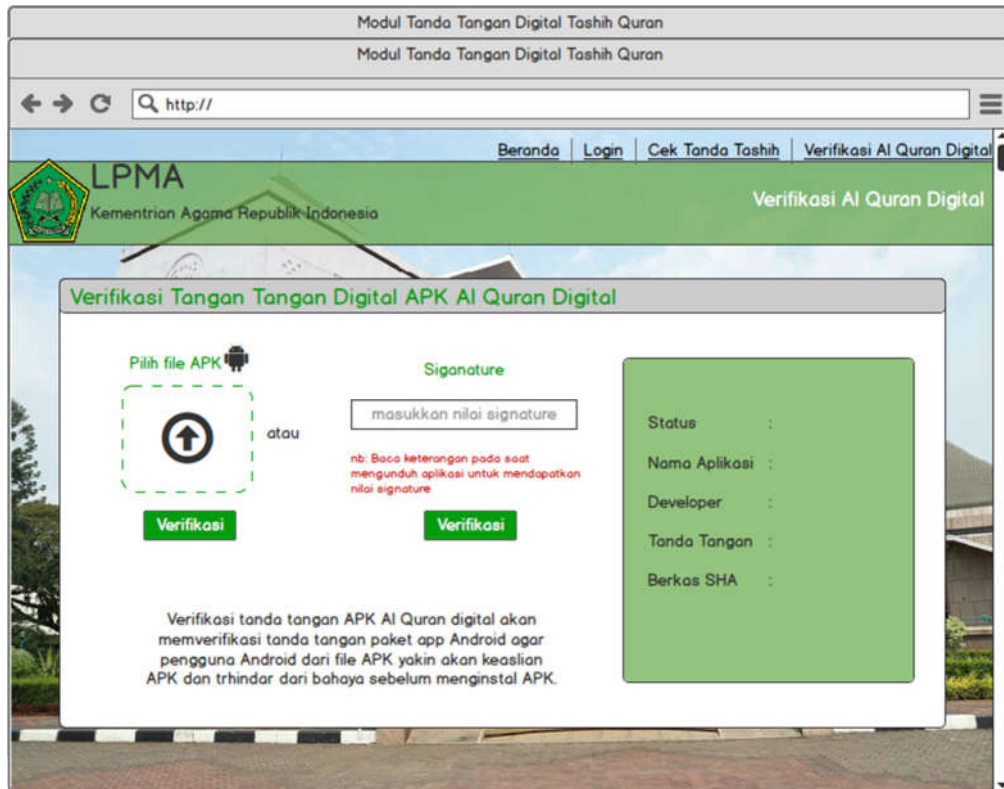 Modul Tanda Tangan Digital Tashih Quran
Modul Tanda Tangan Digital Tashih Quran
http://
Beranda | Login | Cek Tanda Tashih | Verifikasi Al Quran Digital
LPMA
Kementrian Agama Republik Indonesia
Verifikasi Al Quran Digital
Verifikasi Tangan Tangan Digital APK Al Quran Digital
Pilih file APK
atau
Verifikasi
Siganature
masukkan nilai signature
nb: Baca keterangan pada saat
mengunduh aplikasi untuk mendapatkan
nilai signature
Verifikasi
Status :
Nama Aplikasi :
Developer :
Tanda Tangan :
Berkas SHA :
Verifikasi tanda tangan APK Al Quran digital akan
memverifikasi tanda tangan paket app Android agar
pengguna Android dari file APK yakin akan keaslian
APK dan trhindar dari bahaya sebelum menginstal APK.